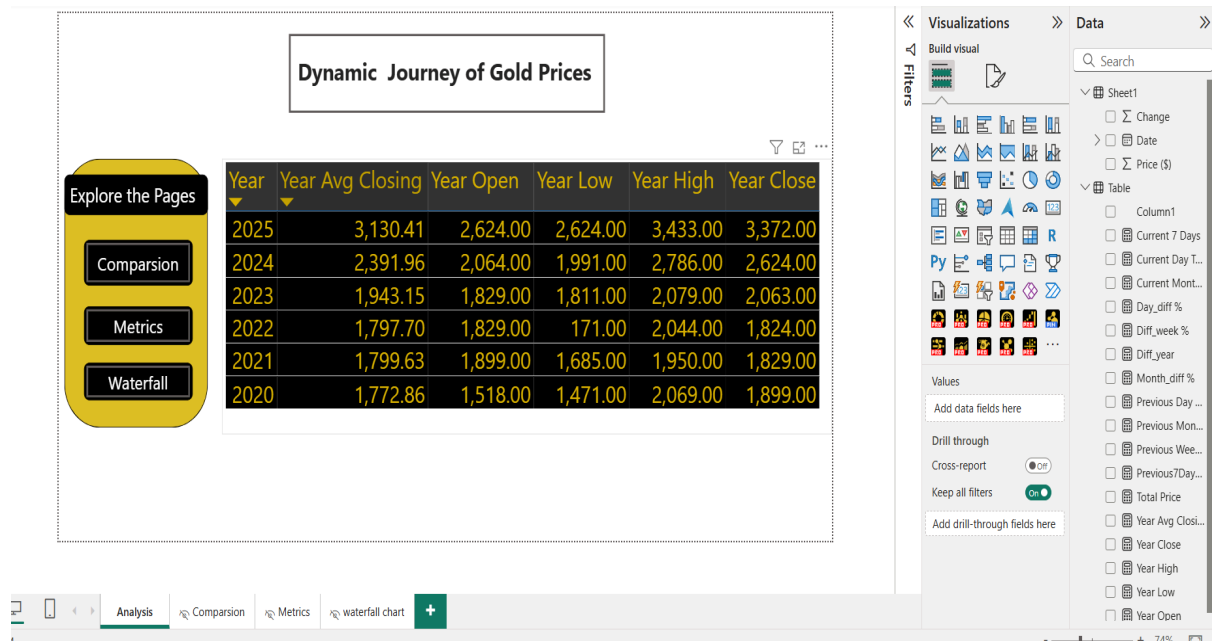 Dynamic Journey of Gold Prices
Explore the Pages
Comparsion
Metrics
Waterfall
Year Year Avg Closing Year Open Year Low Year High Year Close
2025 3,130.41 2,624.00 2,624.00 3,433.00 3,372.00
2024 2,391.96 2,064.00 1,991.00 2,786.00 2,624.00
2023 1,943.15 1,829.00 1,811.00 2,079.00 2,063.00
2022 1,797.70 1,829.00 171.00 2,044.00 1,824.00
2021 1,799.63 1,899.00 1,685.00 1,950.00 1,829.00
2020 1,772.86 1,518.00 1,471.00 2,069.00 1,899.00
Filters
Visualizations
Build visual
123
R
Py
Values
Add data fields here
Drill through
Cross-report Off
Keep all filters On
Add drill-through fields here
Data
Search
Sheet1
Σ Change
Date
Σ Price ($)
Table
Column1
Current 7 Days
Current Day T...
Current Mont...
Day_diff %
Diff_week %
Diff_year
Month_diff %
Previous Day ...
Previous Mon...
Previous Wee...
Previous7Day...
Total Price
Year Avg Closi...
Year Close
Year High
Year Low
Year Open
Analysis Comparsion Metrics waterfall chart +
- + 74%